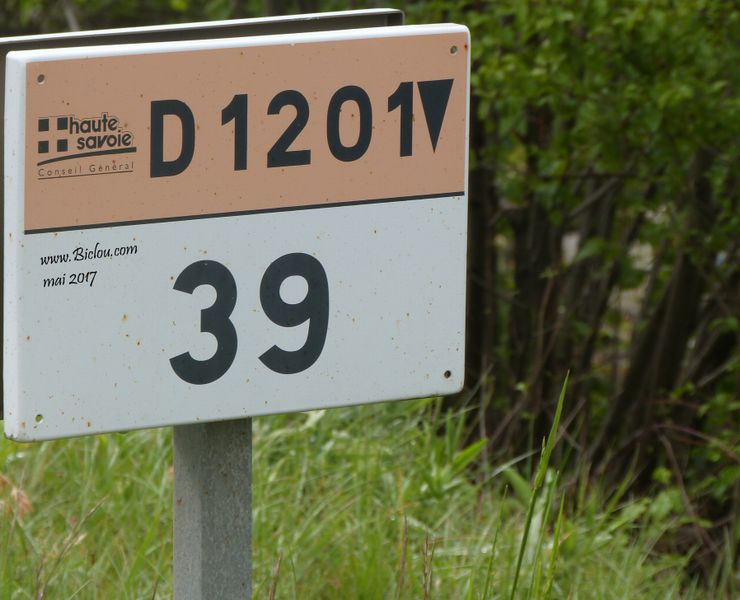 haute
savoie
Conseil Général
D 1201
www.Biclou.com
mai 2017
39